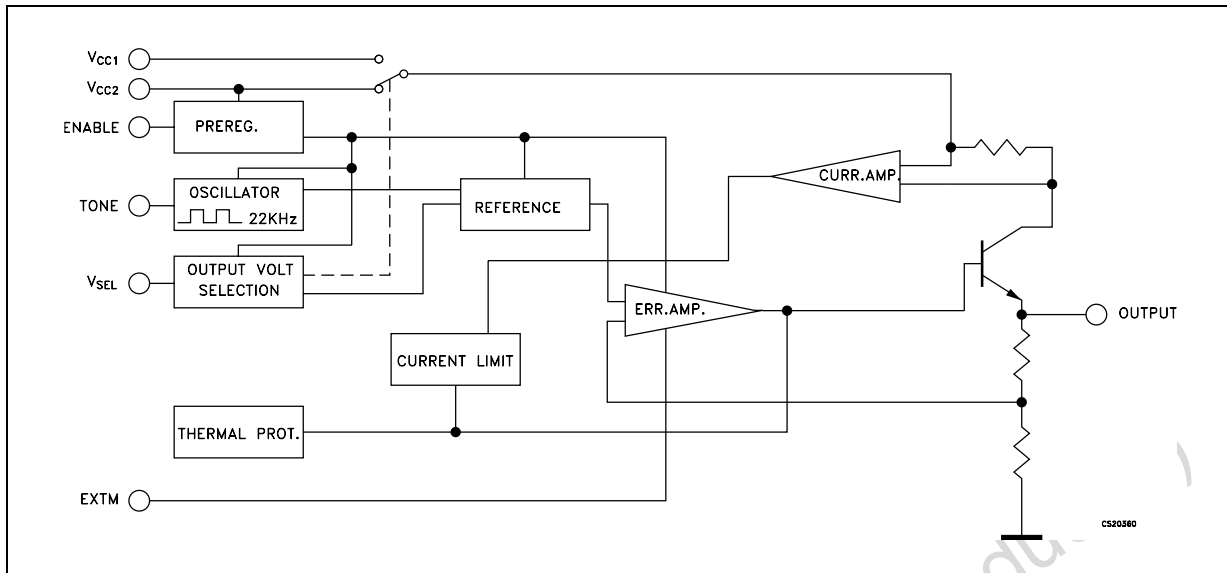 VCC1
VCC2
ENABLE
PREREG.
TONE
OSCILLATOR
22KHz
VSEL
OUTPUT VOLT
SELECTION
REFERENCE
CURR.AMP.
ERR.AMP.
OUTPUT
CURRENT LIMIT
THERMAL PROT.
EXTM
CS20360